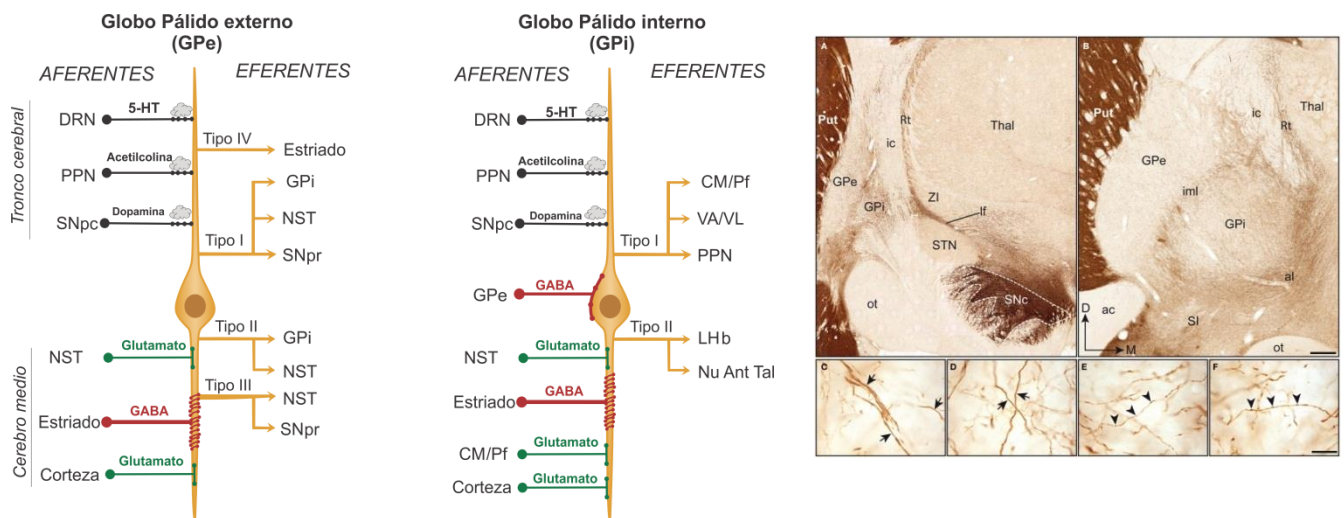 Globo Pálido externo
(GPe)
AFERENTES
EFERENTES
Tronco cerebral
DRN
5-HT
Tipo IV
Estriado
PPN
Acetilcolina
GPi
SNpc
Dopamina
NST
Tipo I
SNpr
Tipo II
GPi
Cerebro medio
NST
Glutamato
NST
Tipo III
NST
Estriado
GABA
SNpr
Corteza
Glutamato
Globo Pálido interno
(GPi)
AFERENTES
EFERENTES
DRN
5-HT
PPN
Acetilcolina
CM/Pf
SNpc
Dopamina
VA/VL
Tipo I
PPN
GPe
GABA
Tipo II
LHb
NST
Glutamato
Nu Ant Tal
Estriado
GABA
CM/Pf
Glutamato
Corteza
Glutamato
A
Put
ic
Rt
Thal
GPe
GPi
ZI
lf
STN
SNc
ot
B
Put
ic
Rt
Thal
GPe
iml
GPi
al
ac
SI
D
M
ot
C
D
E
F